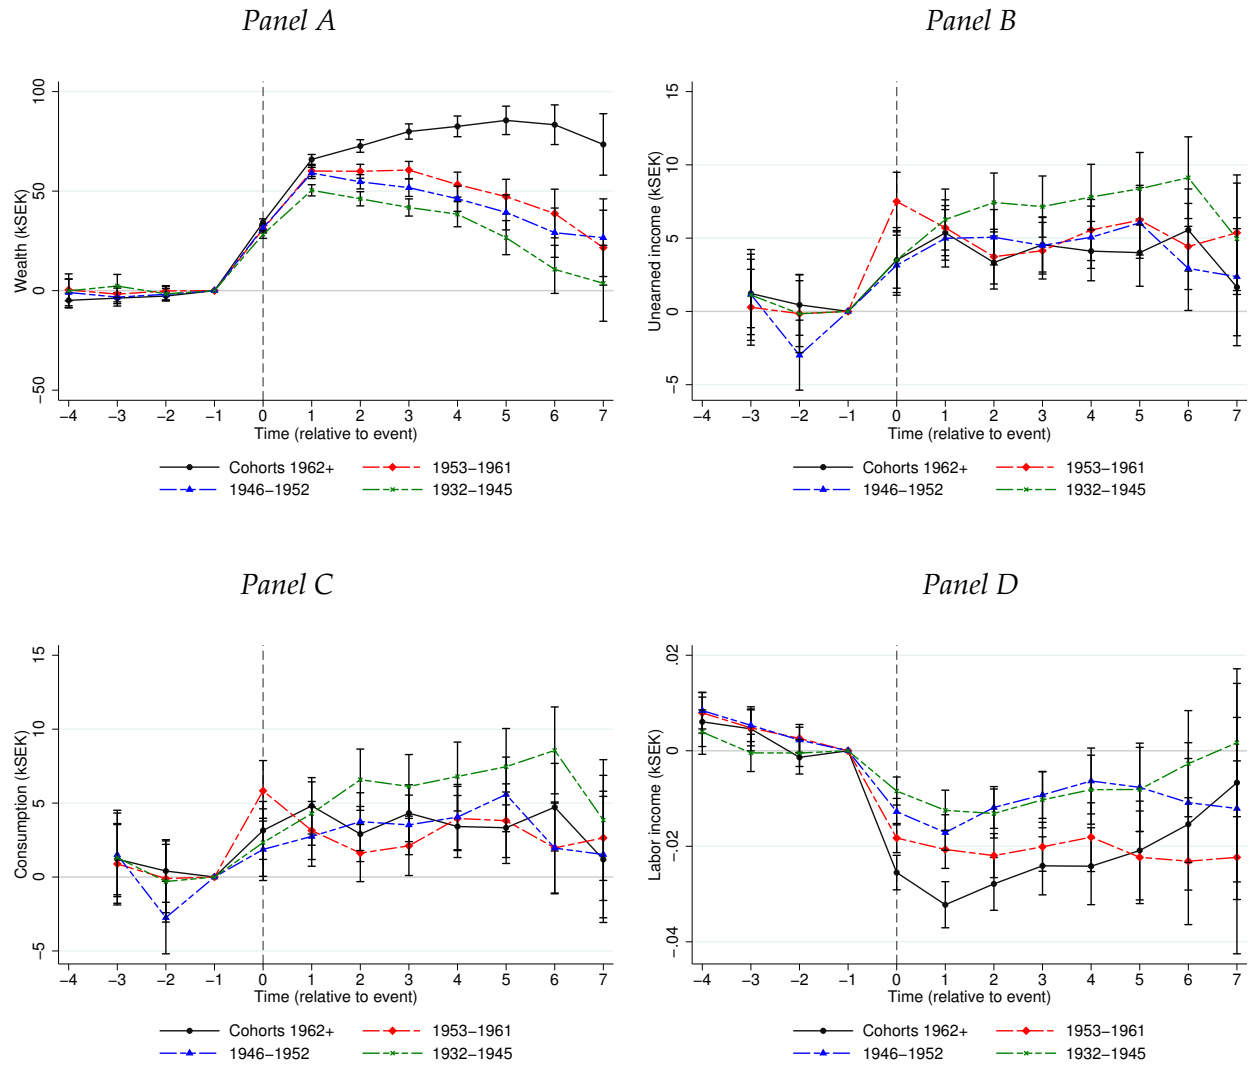 Panel A
Wealth (kSEK)
100
50
0
−50
−4 −3 −2 −1 0 1 2 3 4 5 6 7
Time (relative to event)
Cohorts 1962+ 1953−1961
1946−1952 1932−1945
Panel B
Unearned income (kSEK)
15
10
5
0
−5
−4 −3 −2 −1 0 1 2 3 4 5 6 7
Time (relative to event)
Cohorts 1962+ 1953−1961
1946−1952 1932−1945
Panel C
Consumption (kSEK)
15
10
5
0
−5
−4 −3 −2 −1 0 1 2 3 4 5 6 7
Time (relative to event)
Cohorts 1962+ 1953−1961
1946−1952 1932−1945
Panel D
Labor income (kSEK)
.02
0
−.02
−.04
−4 −3 −2 −1 0 1 2 3 4 5 6 7
Time (relative to event)
Cohorts 1962+ 1953−1961
1946−1952 1932−1945